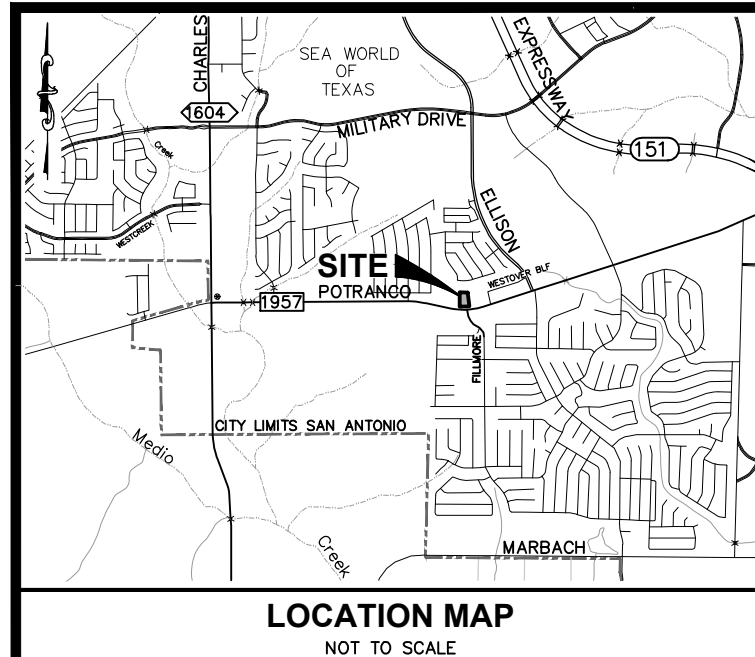 CHARLES
SEA WORLD
OF
TEXAS
EXPRESSWAY
1604
MILITARY DRIVE
151
Creek
ELLISON
WESTCREEK
SITE
WESTOVER BLF
POTRANCO
1957
FILLMORE
CITY LIMITS SAN ANTONIO
Medio
Creek
MARBACH
LOCATION MAP
NOT TO SCALE